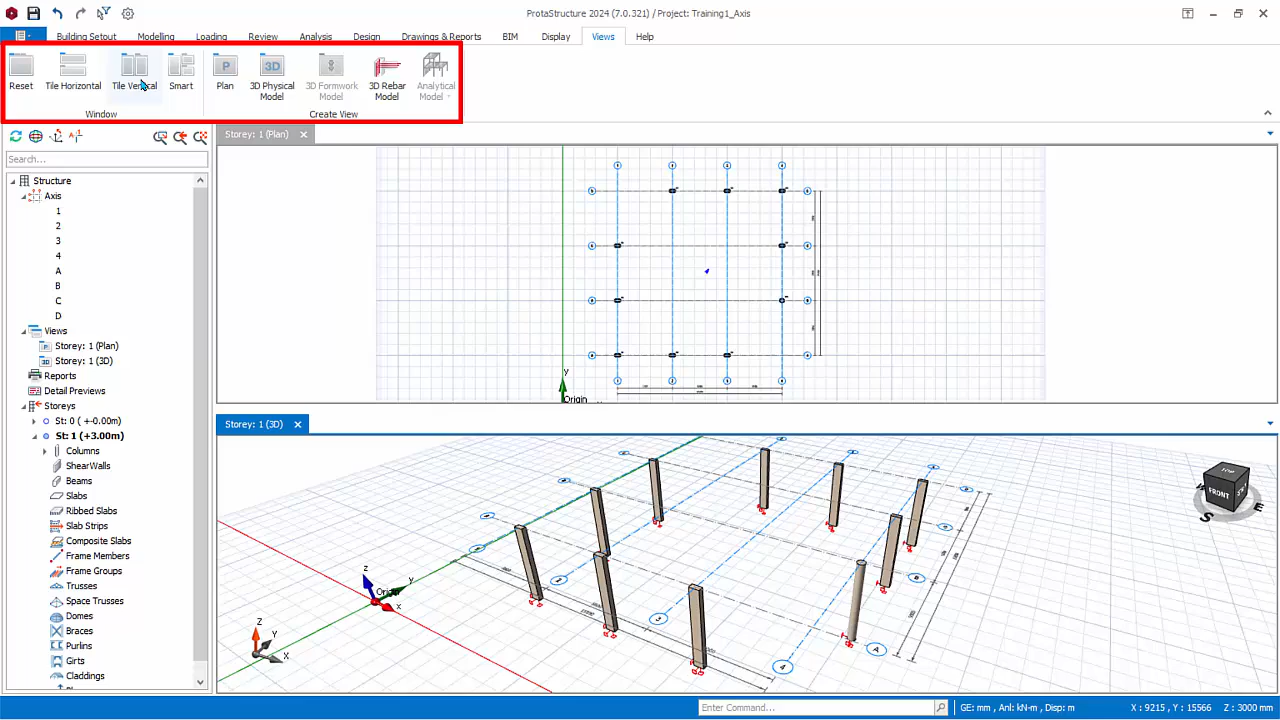 ProtaStructure 2024 (7.0.321) / Project: Training1_Axis
Building Setout Modelling Loading Review Analysis Design Drawings & Reports BIM Display Views Help
Reset Tile Horizontal Tile Vertical Smart Plan 3D Physical Model 3D Formwork Model 3D Rebar Model Analytical Model
Window Create View
Search...
Structure
Axis
1
2
3
4
A
B
C
D
Views
Storey: 1 (Plan)
Storey: 1 (3D)
Reports
Detail Previews
Storeys
St: 0 ( +-0.00m)
St: 1 (+3.00m)
Columns
ShearWalls
Beams
Slabs
Ribbed Slabs
Slab Strips
Composite Slabs
Frame Members
Frame Groups
Trusses
Space Trusses
Domes
Braces
Purlins
Girts
Claddings
Storey: 1 (Plan)
y
Origin
Storey: 1 (3D)
TOP
FRONT
W
S
E
z
y
x
Z
Y
X
3
4
A
B
Enter Command...
GE: mm , Anl: kN-m , Disp: m
X : 9215 , Y : 15566
Z : 3000 mm